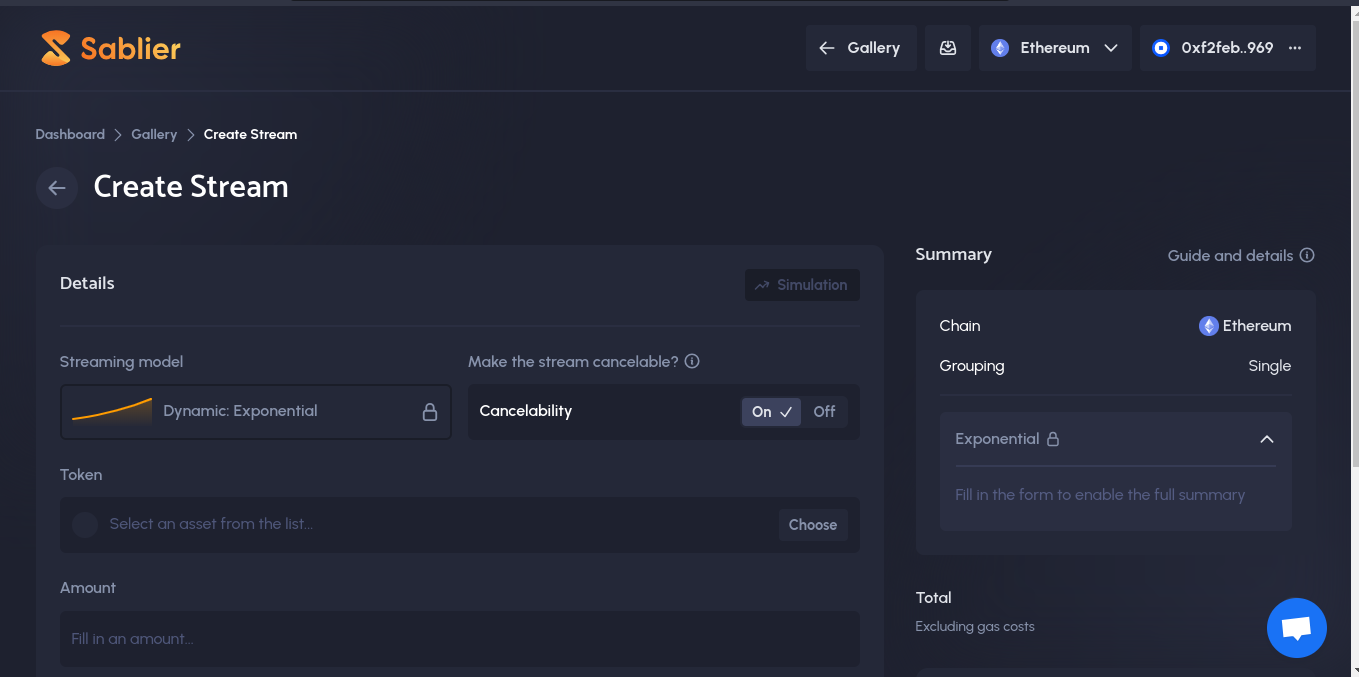 Sablier
Gallery
Ethereum
0xf2feb..969
Dashboard > Gallery > Create Stream
Create Stream
Details
Simulation
Streaming model
Make the stream cancelable?
Dynamic: Exponential
Cancelability
On
Off
Token
Select an asset from the list...
Choose
Amount
Fill in an amount...
Summary
Guide and details
Chain
Ethereum
Grouping
Single
Exponential
Fill in the form to enable the full summary
Total
Excluding gas costs